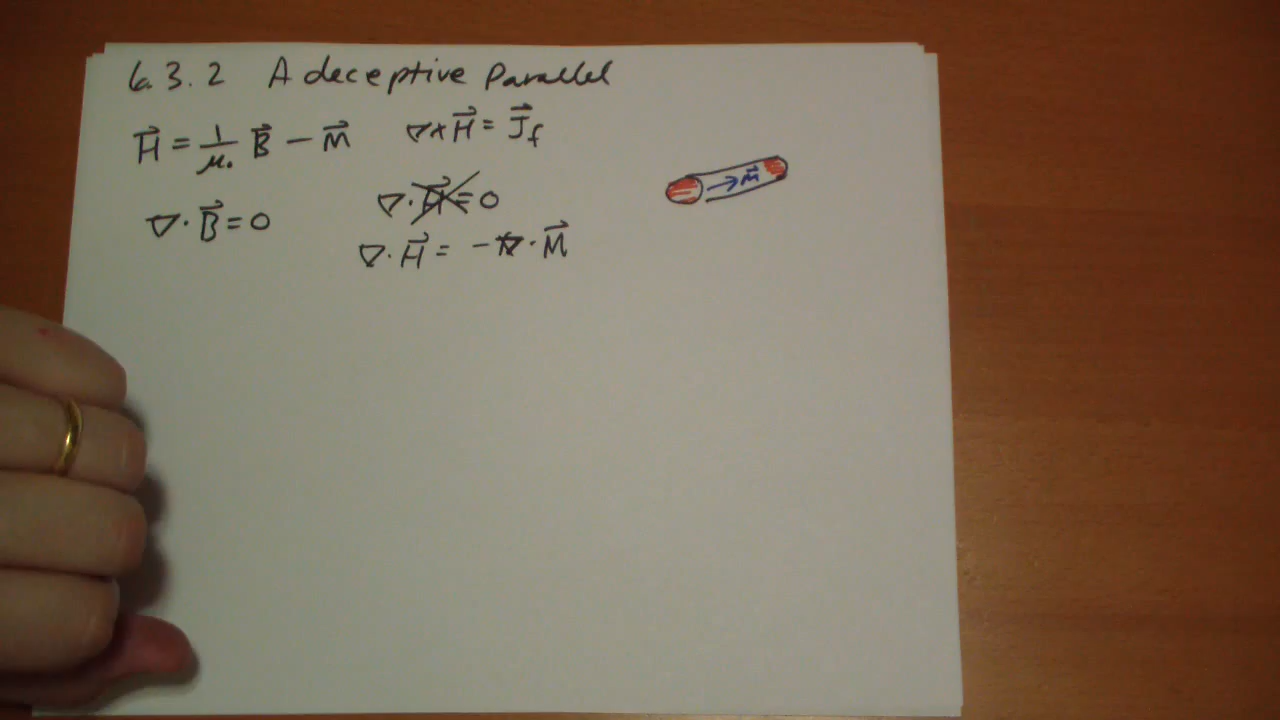 6.3.2 A deceptive Parallel
H⃗ = 1/μ₀ B⃗ − M⃗ ∇×H⃗ = J⃗f
∇·H⃗ = 0
∇·B⃗ = 0
∇·H⃗ = −∇·M⃗
→ M⃗